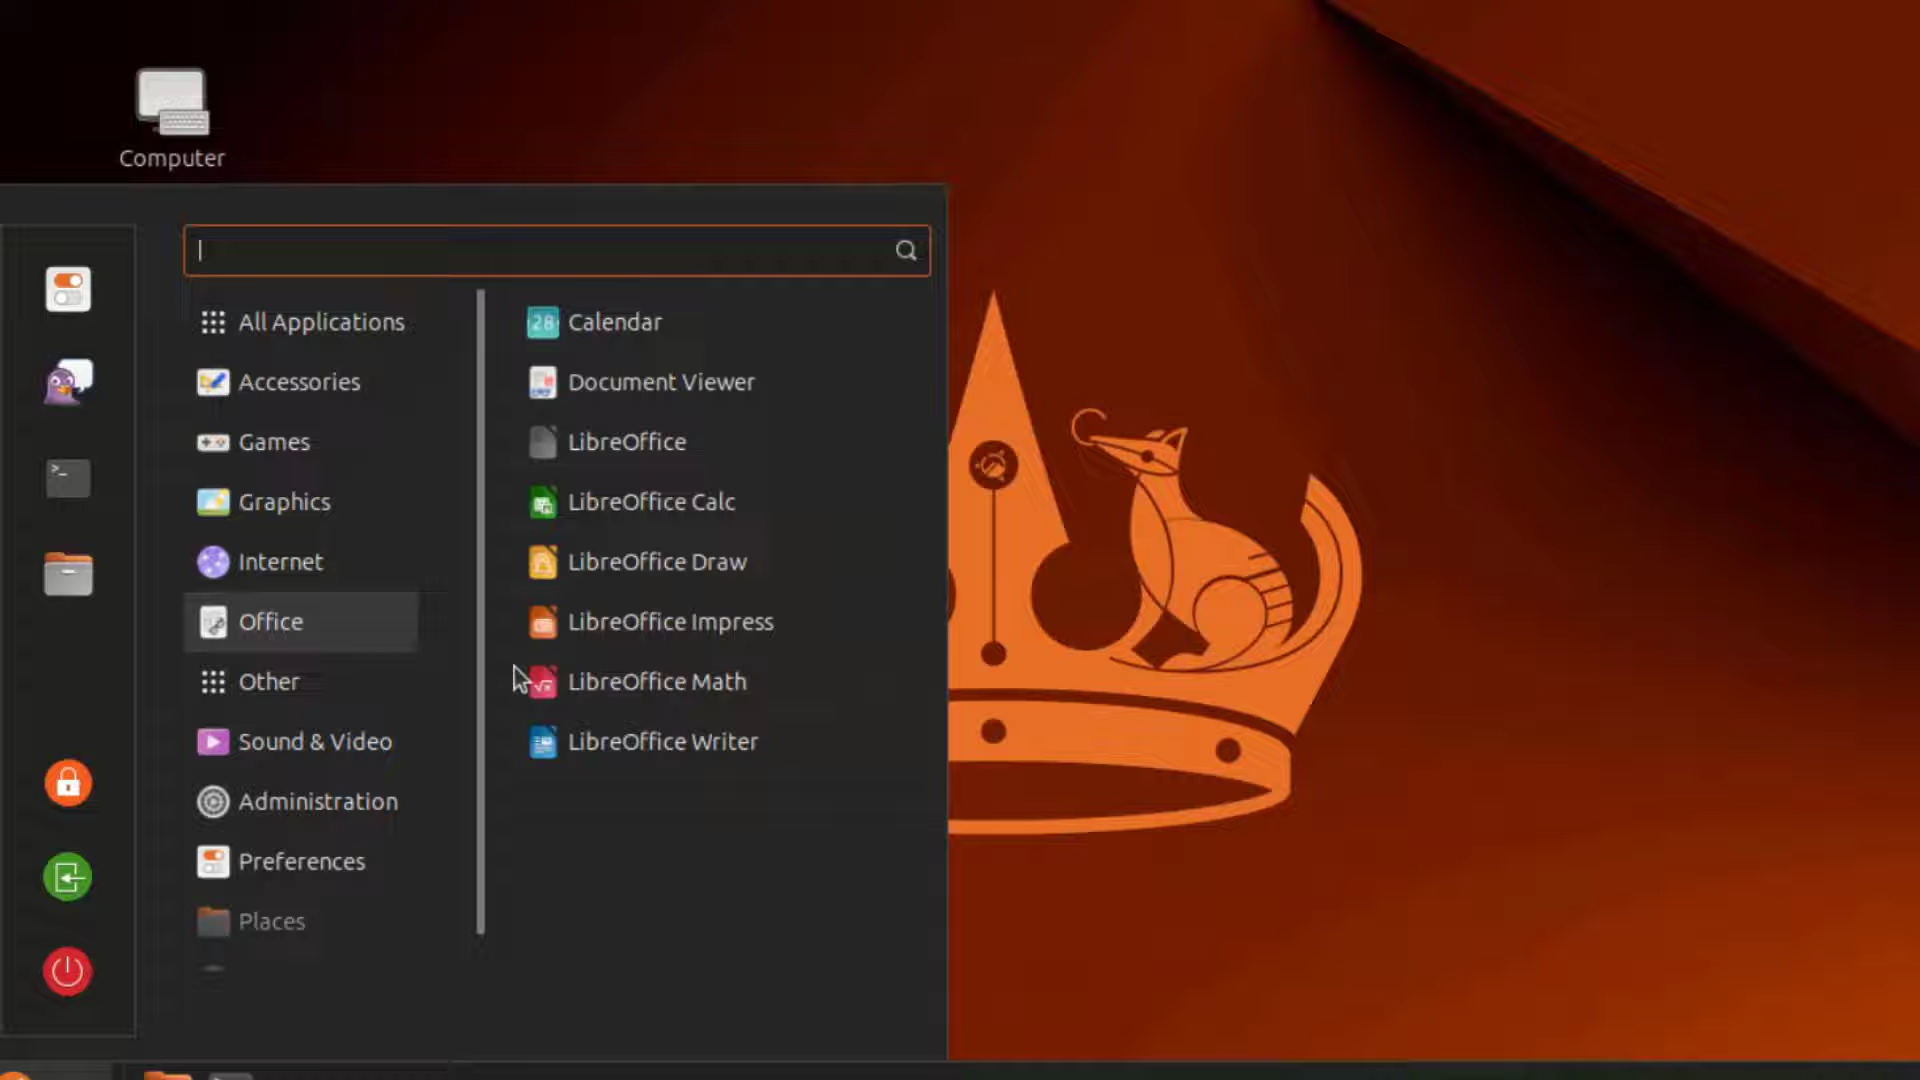 Computer
All Applications
Accessories
Games
Graphics
Internet
Office
Other
Sound & Video
Administration
Preferences
Places
28 Calendar
Document Viewer
LibreOffice
LibreOffice Calc
LibreOffice Draw
LibreOffice Impress
LibreOffice Math
LibreOffice Writer